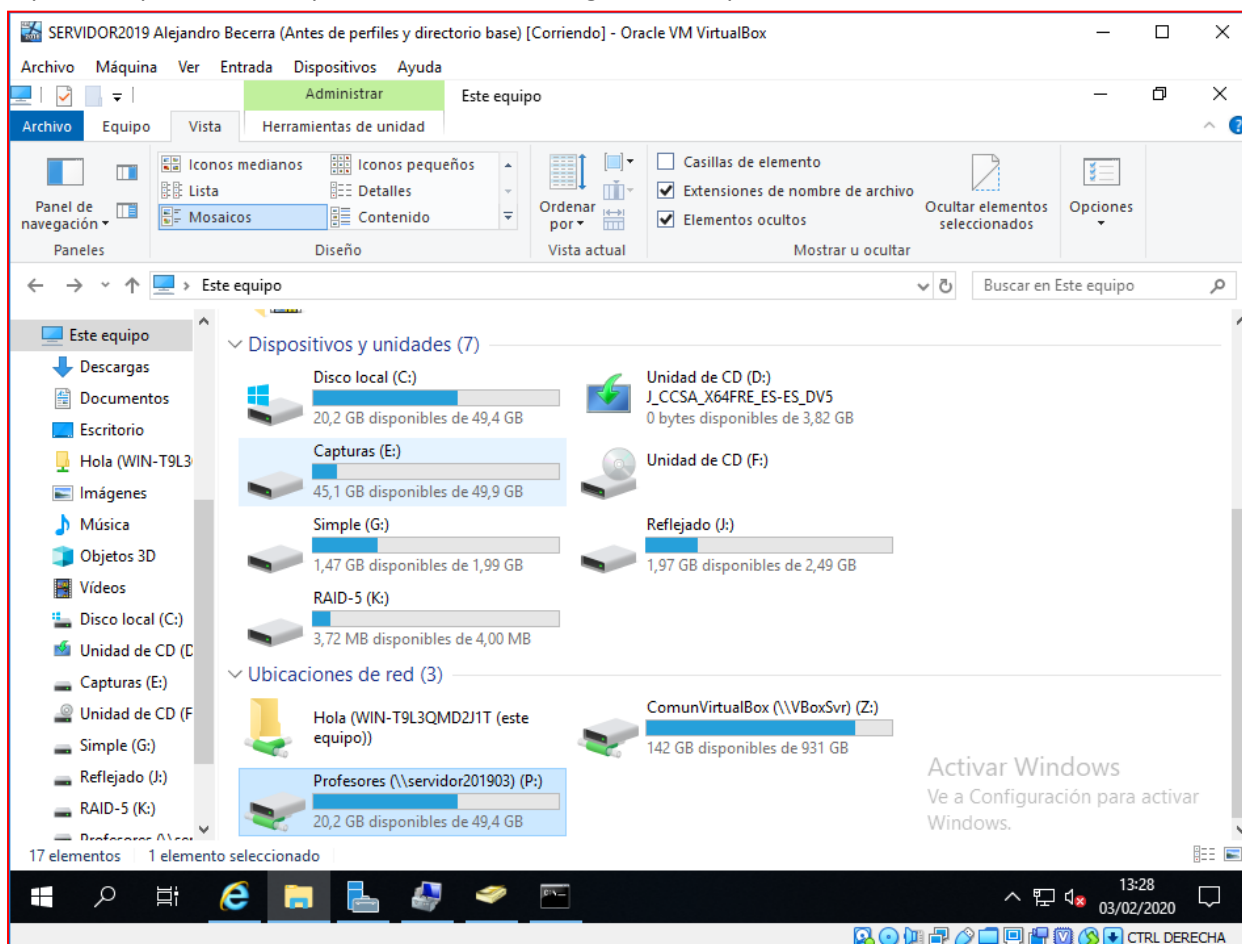 SERVIDOR2019 Alejandro Becerra (Antes de perfiles y directorio base) [Corriendo] - Oracle VM VirtualBox
Archivo Máquina Ver Entrada Dispositivos Ayuda
Administrar Este equipo
Archivo Equipo Vista Herramientas de unidad
Iconos medianos Iconos pequeños
Lista Detalles
Mosaicos Contenido
Panel de navegación
Ordenar por
Casillas de elemento
Extensiones de nombre de archivo
Elementos ocultos
Ocultar elementos seleccionados
Opciones
Paneles Diseño Vista actual Mostrar u ocultar
Este equipo Buscar en Este equipo
Este equipo
Descargas
Documentos
Escritorio
Hola (WIN-T9L3
Imágenes
Música
Objetos 3D
Vídeos
Disco local (C:)
Unidad de CD (D
Capturas (E:)
Unidad de CD (F
Simple (G:)
Reflejado (J:)
RAID-5 (K:)
Dispositivos y unidades (7)
Disco local (C:)
20,2 GB disponibles de 49,4 GB
Unidad de CD (D:)
J_CCSA_X64FRE_ES-ES_DV5
0 bytes disponibles de 3,82 GB
Capturas (E:)
45,1 GB disponibles de 49,9 GB
Unidad de CD (F:)
Simple (G:)
1,47 GB disponibles de 1,99 GB
Reflejado (J:)
1,97 GB disponibles de 2,49 GB
RAID-5 (K:)
3,72 MB disponibles de 4,00 MB
Ubicaciones de red (3)
Hola (WIN-T9L3QMD2J1T (este
equipo))
ComunVirtualBox (\\VBoxSvr) (Z:)
142 GB disponibles de 931 GB
Profesores (\\servidor201903) (P:)
20,2 GB disponibles de 49,4 GB
Activar Windows
Ve a Configuración para activar
Windows.
17 elementos 1 elemento seleccionado
13:28
03/02/2020
CTRL DERECHA